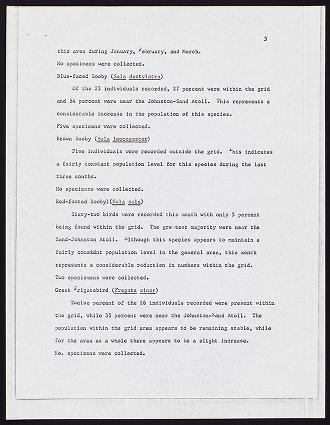 3
this area during January, February, and March.
No specimens were collected.
Blue-faced Booby (Sula dactylatra)
Of the 23 individuals recorded, 27 percent were within the grid
and 54 percent were near the Johnston-Sand Atoll. This represents a
considerable increase in the population of this species.
Five specimens were collected.
Brown Booby (Sula leucogaster)
Five individuals were recorded outside the grid. This indicates
a fairly constant population level for this species during the last
three months.
No specimens were collected.
Red-footed Booby)(Sula sula)
Sixty-two birds were recorded this month with only 5 percent
being found within the grid. The great majority were near the
Sand-Johnston Atoll. Although this species appears to maintain a
fairly constant population level in the general area, this month
represents a considerable reduction in numbers within the grid.
Two specimens were collected.
Great Frigatebird (Fregata minor)
Twelve percent of the 26 individuals recorded were present within
the grid, while 35 percent were near the Johnston-Sand Atoll. The
population within the grid area appears to be remaining stable, while
for the area as a whole there appears to be a slight increase.
No. specimens were collected.